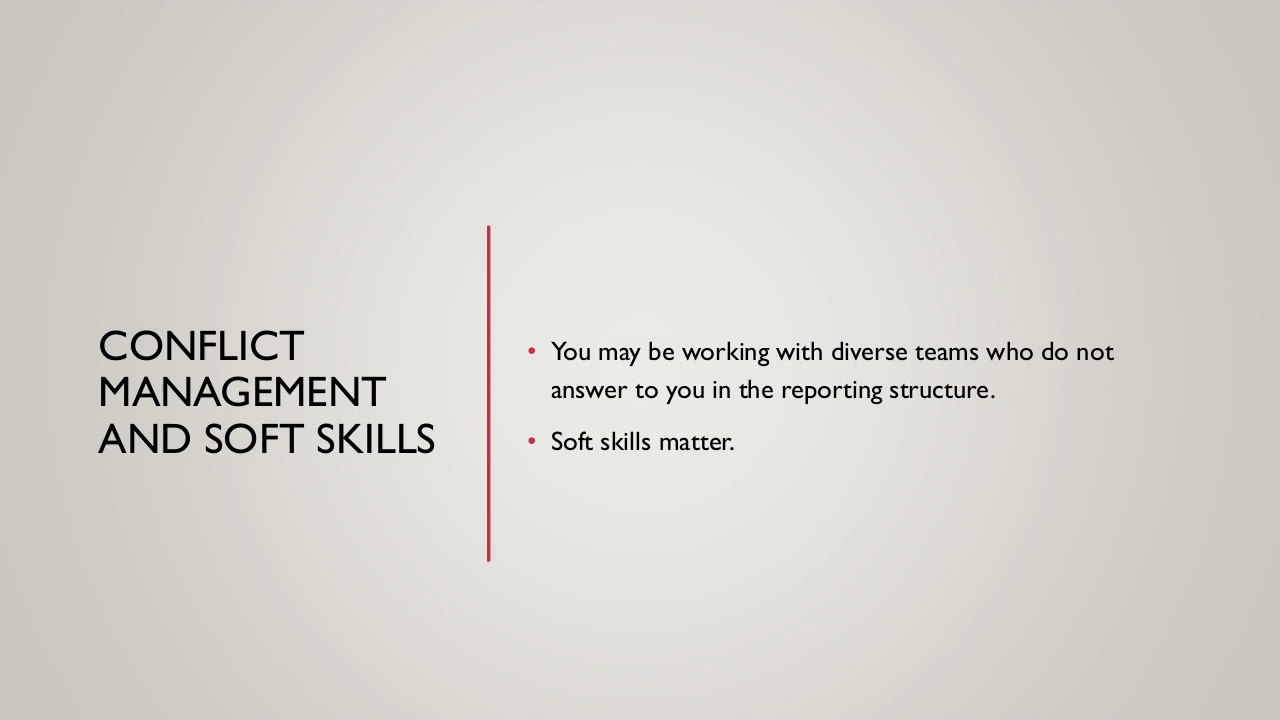 CONFLICT
MANAGEMENT
AND SOFT SKILLS
• You may be working with diverse teams who do not
answer to you in the reporting structure.
• Soft skills matter.